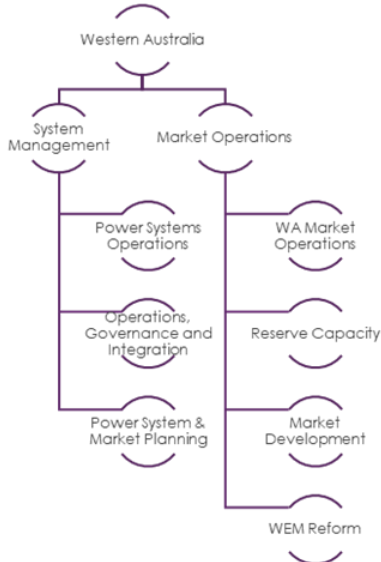 Western Australia
System
Management
Market Operations
Power Systems
Operations
WA Market
Operations
Operations,
Governance and
Integration
Reserve Capacity
Power System &
Market Planning
Market
Development
WEM Reform